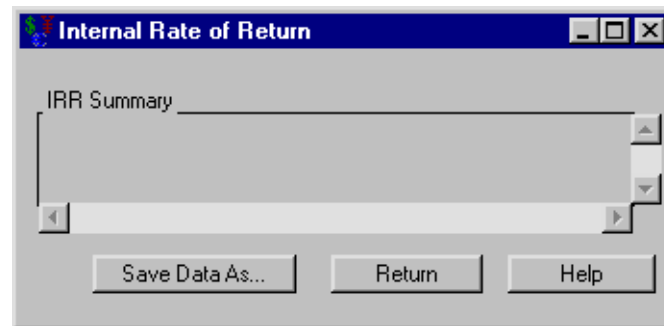 Internal Rate of Return
IRR Summary
Save Data As... Return Help